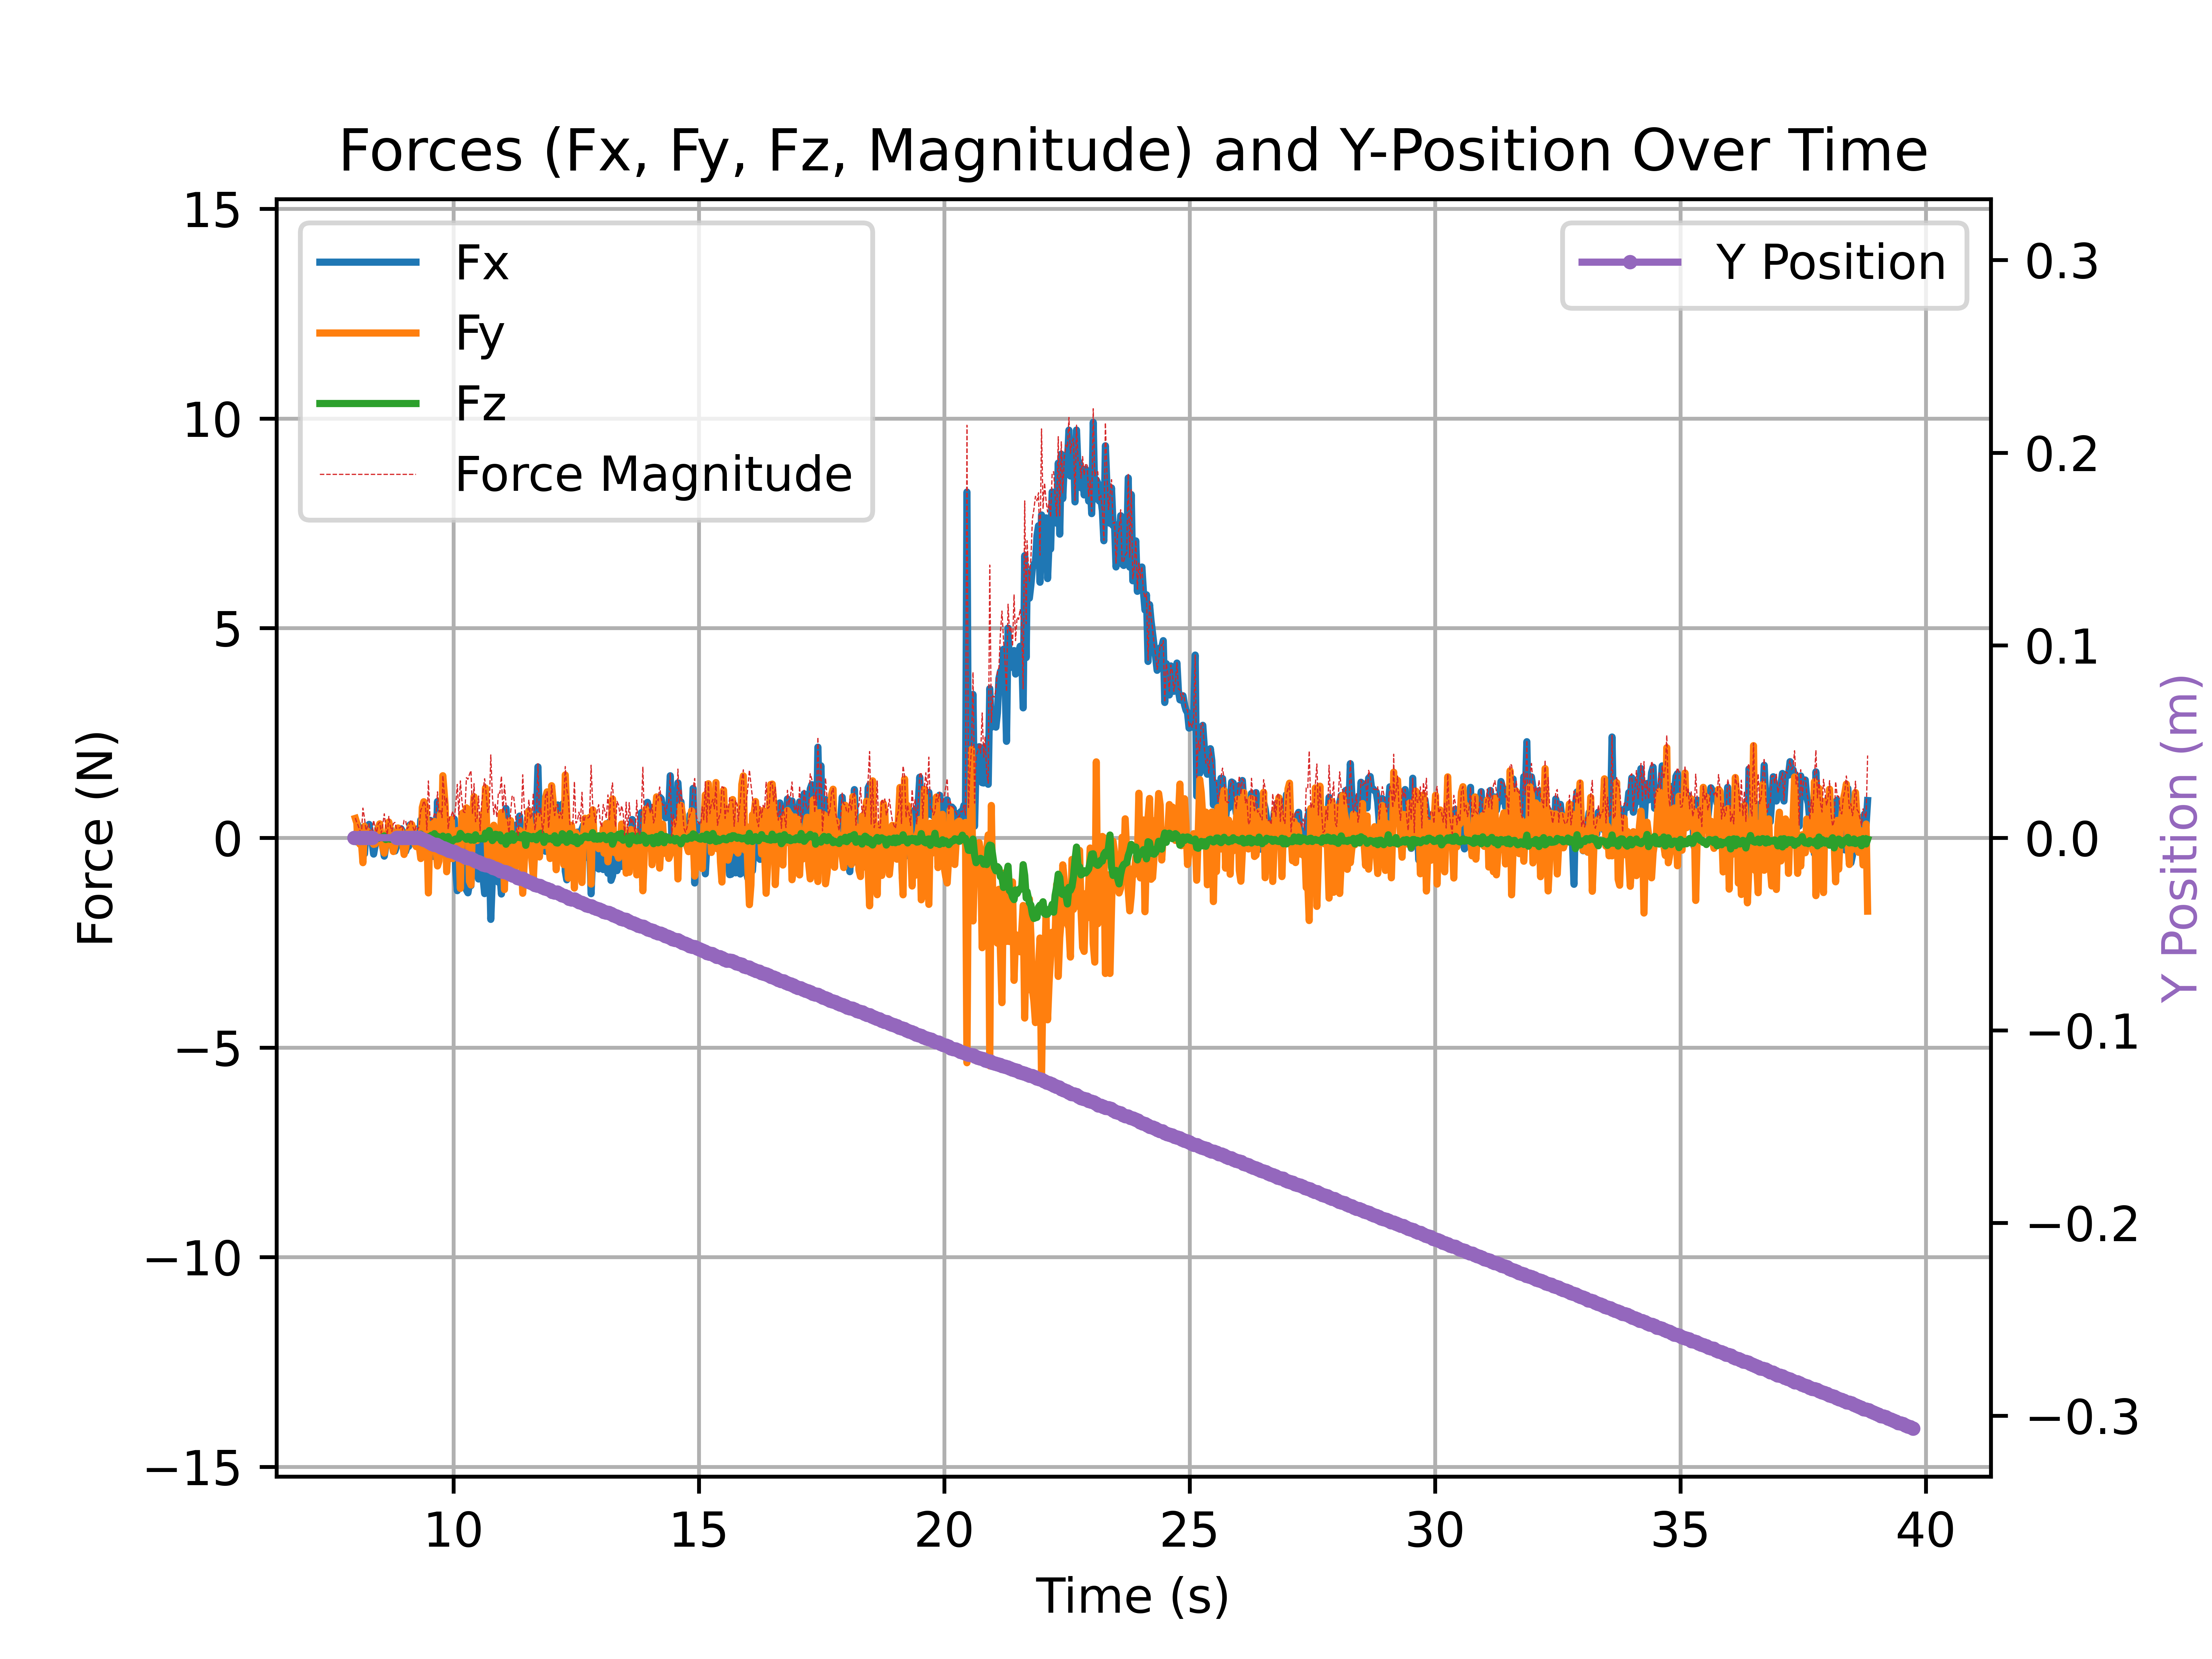 Forces (Fx, Fy, Fz, Magnitude) and Y-Position Over Time
Fx
Fy
Fz
Force Magnitude
Y Position
Force (N)
15
10
5
0
−5
−10
−15
0.3
0.2
0.1
0.0
−0.1
−0.2
−0.3
Y Position (m)
10
15
20
25
30
35
40
Time (s)